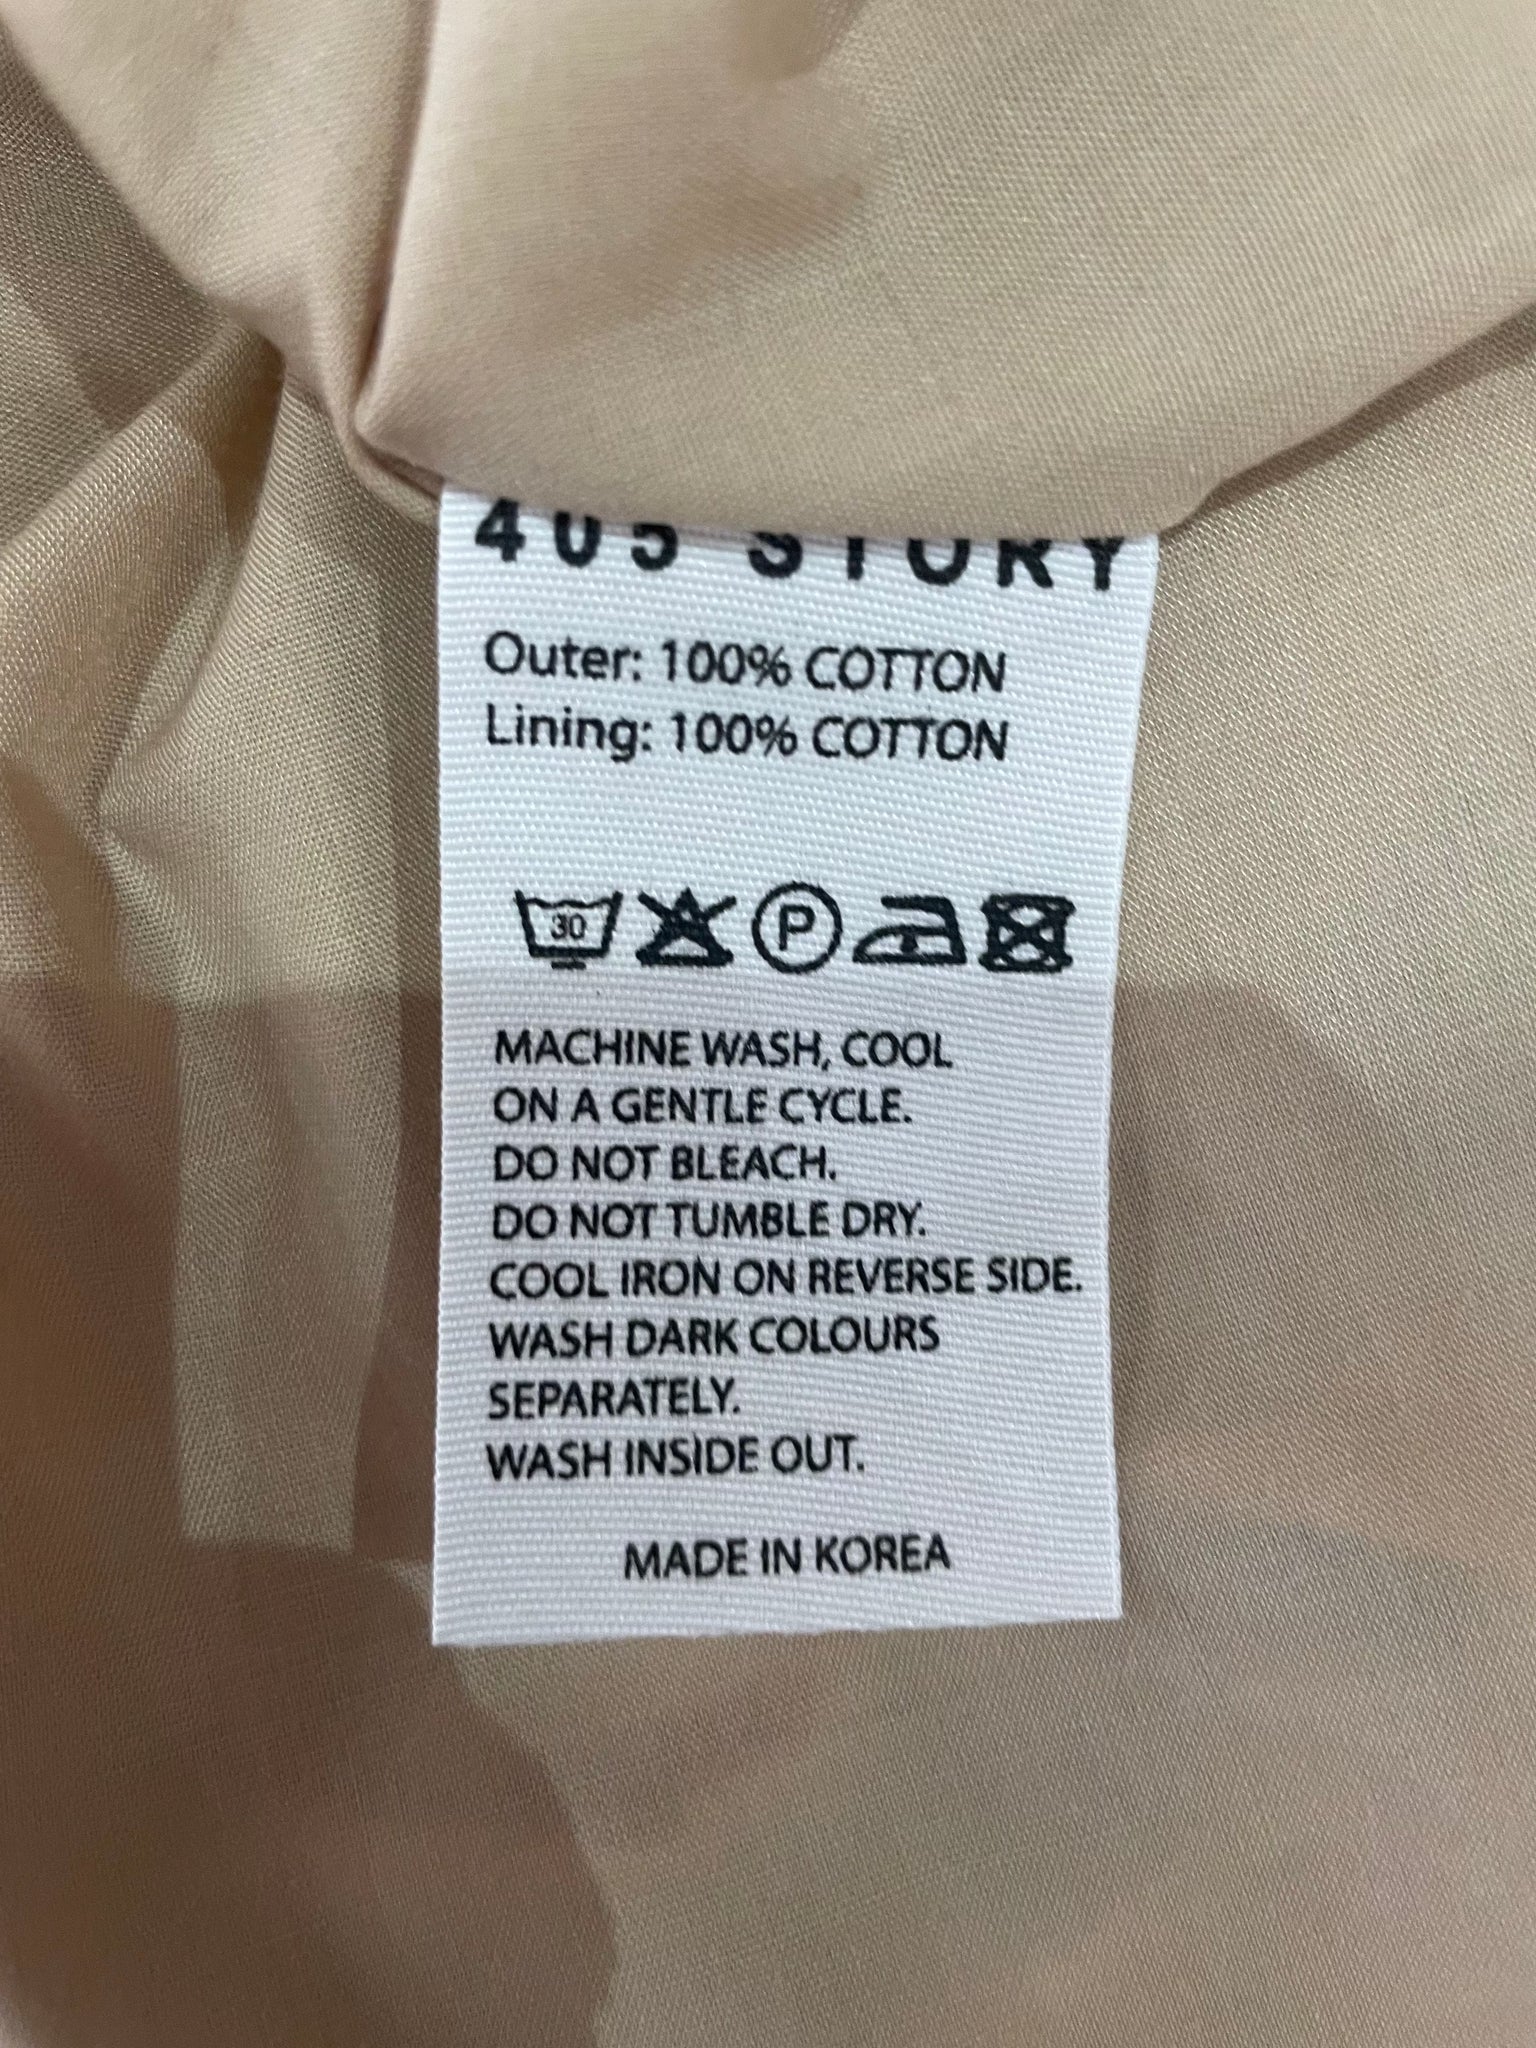 405 STORY
Outer: 100% COTTON
Lining: 100% COTTON
30 P
MACHINE WASH, COOL
ON A GENTLE CYCLE.
DO NOT BLEACH.
DO NOT TUMBLE DRY.
COOL IRON ON REVERSE SIDE.
WASH DARK COLOURS
SEPARATELY.
WASH INSIDE OUT.
MADE IN KOREA